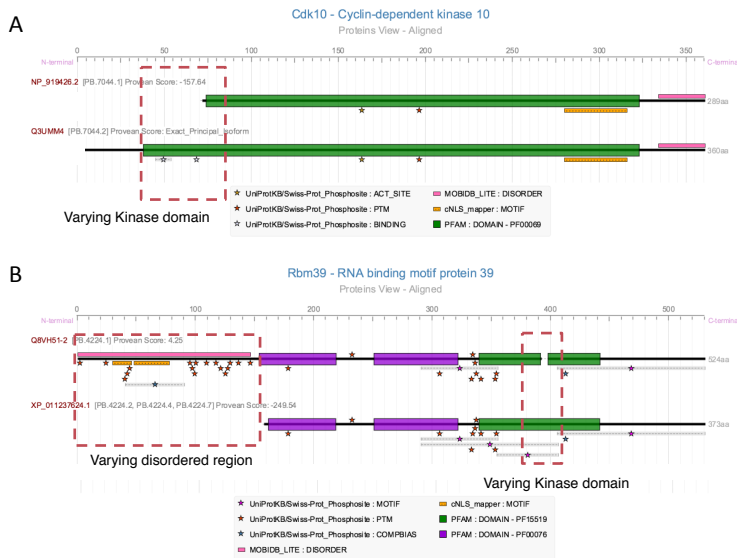 A
Cdk10 - Cyclin-dependent kinase 10
Proteins View - Aligned
N-terminal
C-terminal
0 50 100 150 200 250 300 350
NP_919426.2 [PB.7044.1] Provean Score: -157.64
289aa
Q3UMM4 [PB.7044.2] Provean Score: Exact_Principal_Isoform
360aa
Varying Kinase domain
UniProtKB/Swiss-Prot_Phosphosite : ACT_SITE
MOBIDB_LITE : DISORDER
UniProtKB/Swiss-Prot_Phosphosite : PTM
cNLS_mapper : MOTIF
UniProtKB/Swiss-Prot_Phosphosite : BINDING
PFAM : DOMAIN - PF00069
B
Rbm39 - RNA binding motif protein 39
Proteins View - Aligned
N-terminal
C-terminal
0 100 200 300 400 500
Q8VH51-2 [PB.4224.1] Provean Score: 4.25
524aa
XP_011237624.1 [PB.4224.2, PB.4224.4, PB.4224.7] Provean Score: -249.54
373aa
Varying disordered region
Varying Kinase domain
UniProtKB/Swiss-Prot_Phosphosite : MOTIF
cNLS_mapper : MOTIF
UniProtKB/Swiss-Prot_Phosphosite : PTM
PFAM : DOMAIN - PF15519
UniProtKB/Swiss-Prot_Phosphosite : COMPBIAS
PFAM : DOMAIN - PF00076
MOBIDB_LITE : DISORDER